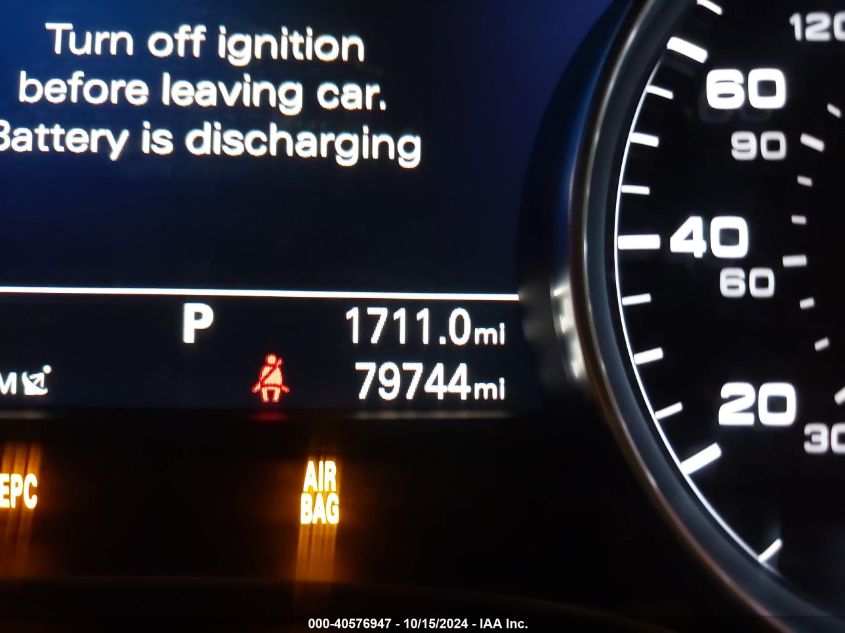 Turn off ignition
before leaving car.
Battery is discharging
P 1711.0mi
79744mi
EPC
AIR
BAG
120
60
90
40
60
20
30
000-40576947 - 10/15/2024 - IAA Inc.